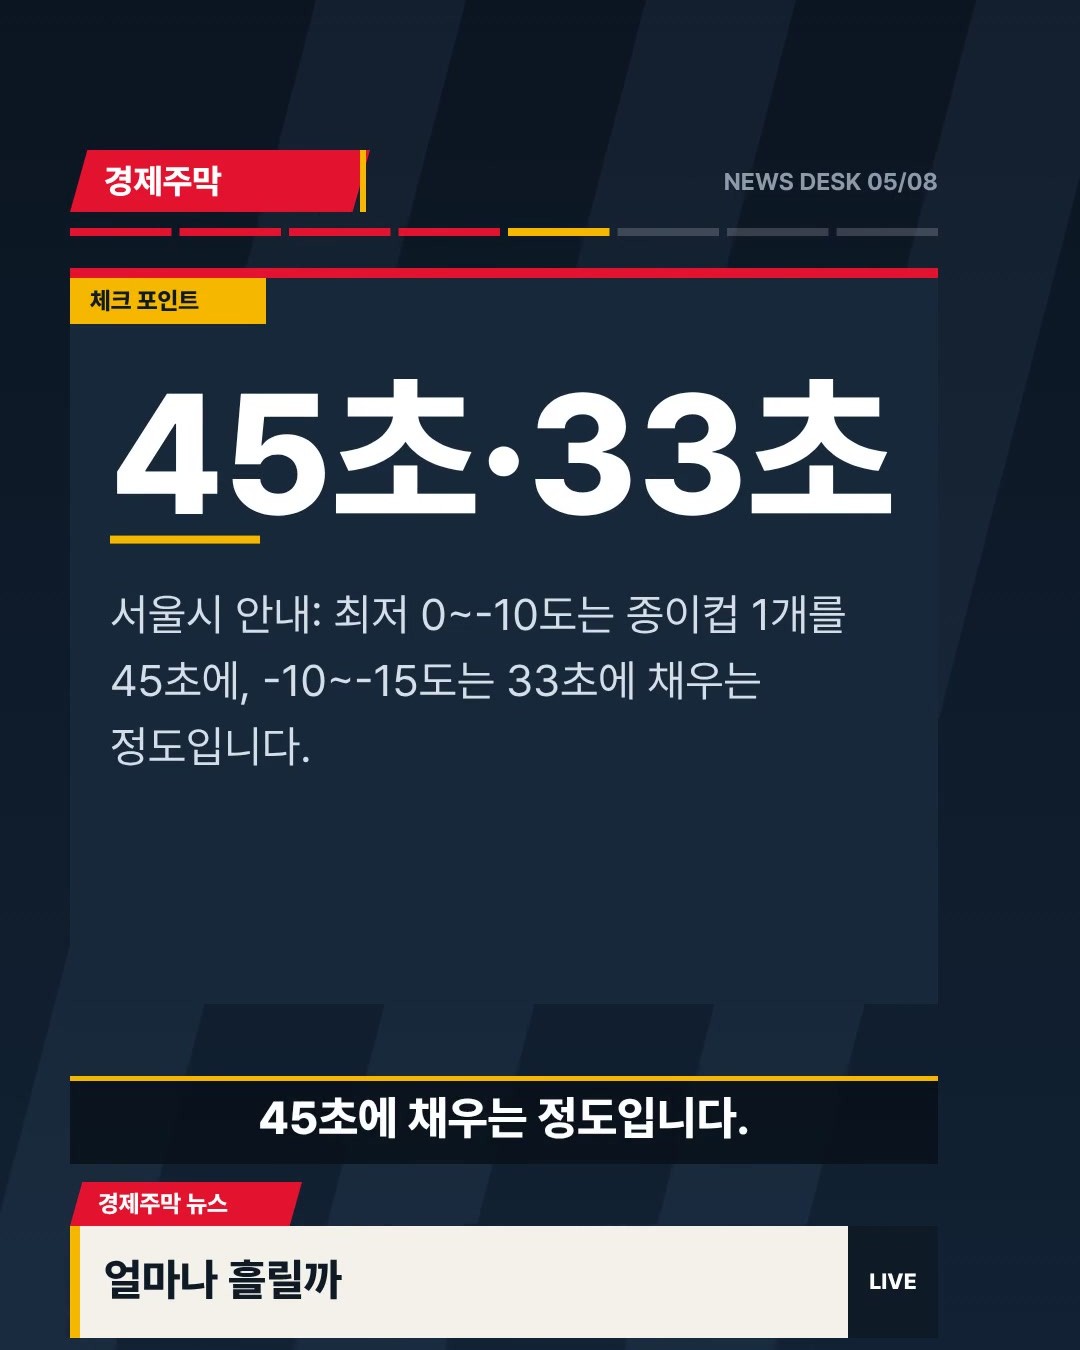 경제주막
NEWS DESK 05/08
체크 포인트
45초·33초
서울시 안내: 최저 0~-10도는 종이컵 1개를
45초에, -10~-15도는 33초에 채우는
정도입니다.
45초에 채우는 정도입니다.
경제주막 뉴스
얼마나 흘릴까
LIVE